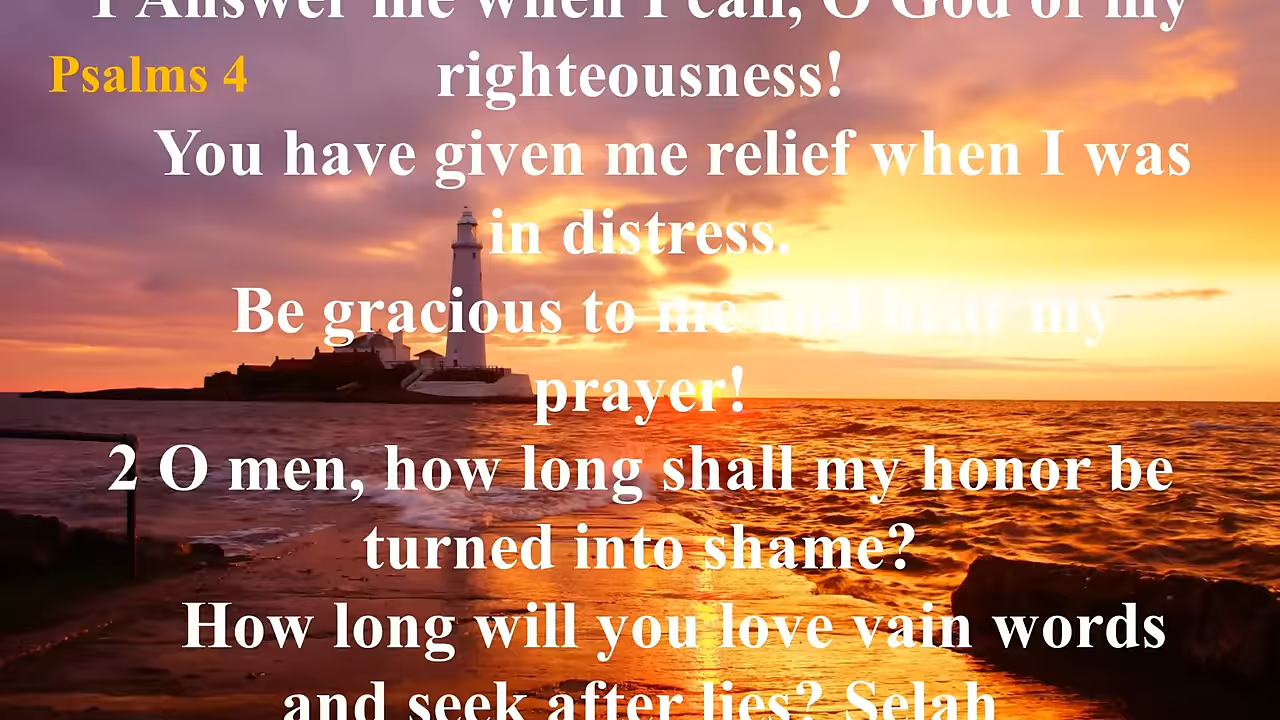 1 Answer me when I call, O God of my
Psalms 4
righteousness!
You have given me relief when I was
in distress.
Be gracious to me and hear my
prayer!
2 O men, how long shall my honor be
turned into shame?
How long will you love vain words
and seek after lies? Selah